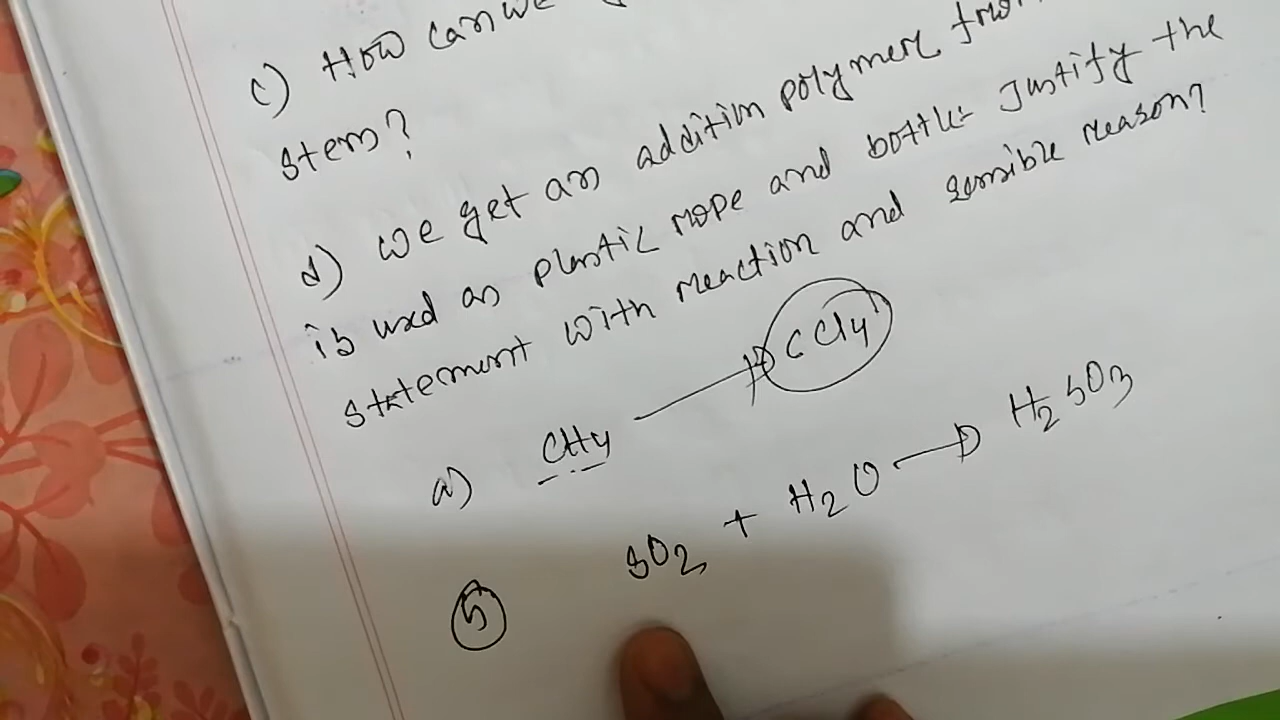 c) How can we
stem?
d) We get an addition polymer from
is used as plastic rope and bottle. Justify the
statement with reaction and sensible reason?
a) CH4 → CCl4
5 SO2 + H2O → H2SO3